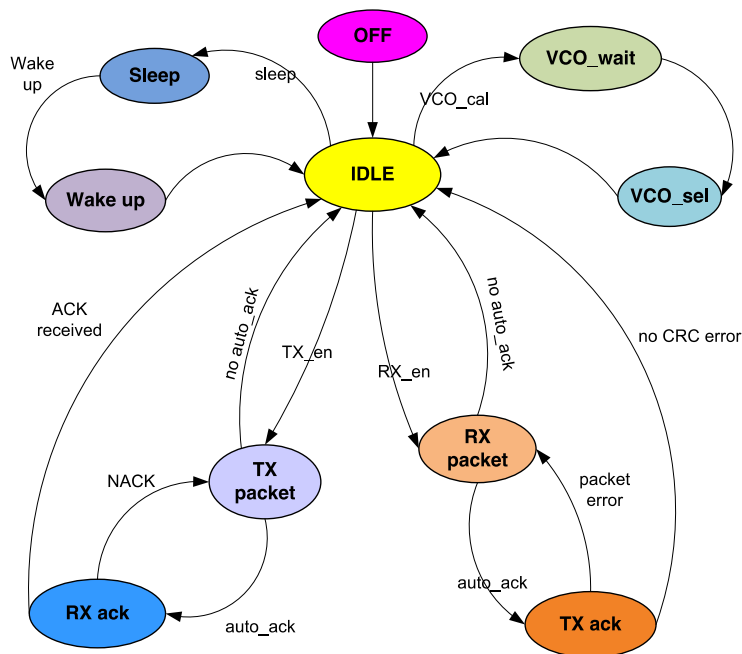 OFF
VCO_wait
Wake
up
Sleep
sleep
VCO_cal
IDLE
Wake up
VCO_sel
ACK
received
no auto_ack
TX_en
RX_en
no auto_ack
no CRC error
RX
packet
TX
packet
NACK
packet
error
auto_ack
RX ack
auto_ack
TX ack